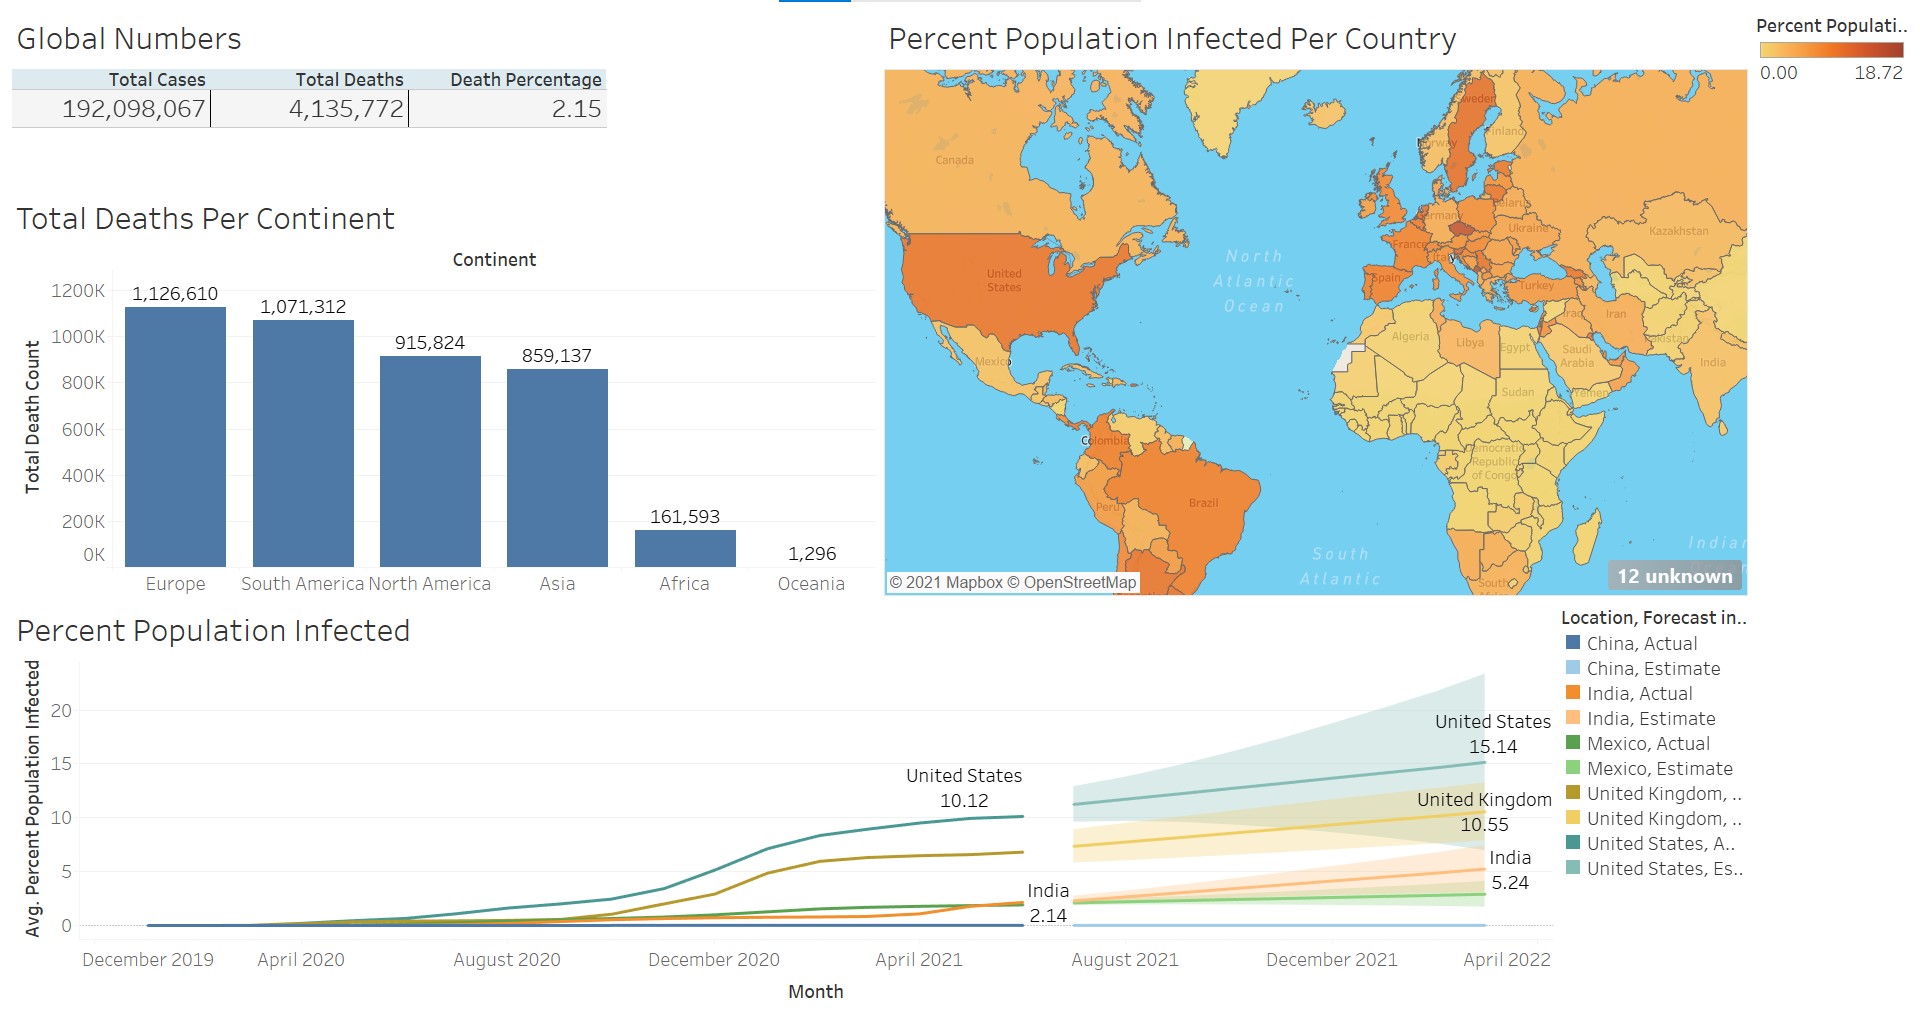 Global Numbers
Total Cases Total Deaths Death Percentage
192,098,067 4,135,772 2.15
Total Deaths Per Continent
Continent
Total Death Count
1200K
1000K
800K
600K
400K
200K
0K
1,126,610
1,071,312
915,824
859,137
161,593
1,296
Europe South America North America Asia Africa Oceania
Percent Population Infected Per Country
Percent Populati..
0.00 18.72
Canada
United
States
Mexico
Colombia
Peru
Brazil
North
Atlantic
Ocean
South
Atlantic
Sweden
Finland
Norway
Belarus
Germany
Ukraine
France
Italy
Spain
Turkey
Kazakhstan
Iraq
Iran
Pakistan
India
Algeria
Libya
Egypt
Saudi
Arabia
Sudan
Yemen
Democratic
Republic
of Congo
South
Indian
© 2021 Mapbox © OpenStreetMap
12 unknown
Percent Population Infected
Avg. Percent Population Infected
20
15
10
5
0
United States
10.12
India
2.14
United States
15.14
United Kingdom
10.55
India
5.24
December 2019 April 2020 August 2020 December 2020 April 2021 August 2021 December 2021 April 2022
Month
Location, Forecast in..
China, Actual
China, Estimate
India, Actual
India, Estimate
Mexico, Actual
Mexico, Estimate
United Kingdom, ..
United Kingdom, ..
United States, A..
United States, Es..